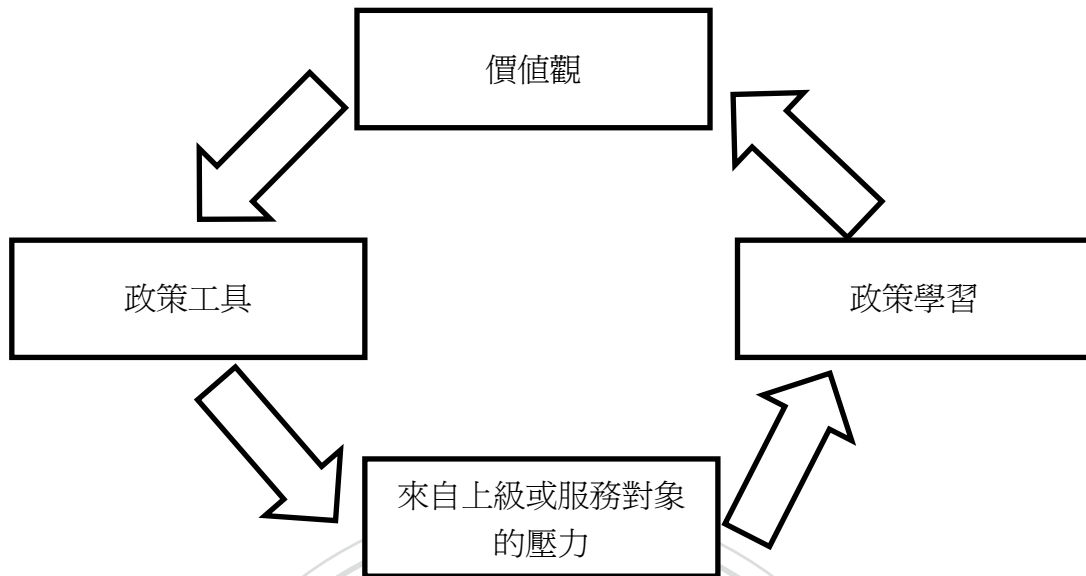 價值觀
政策工具
政策學習
來自上級或服務對象
的壓力